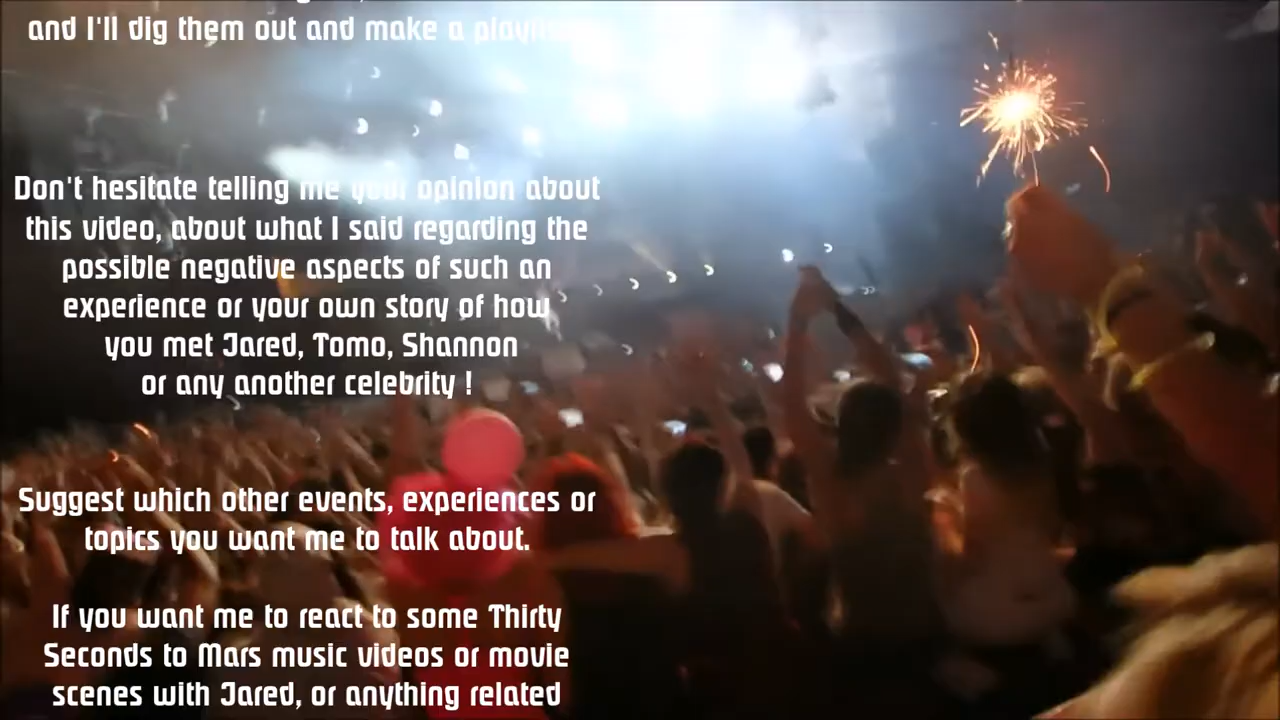 and I'll dig them out and make a playlist
Don't hesitate telling me your opinion about
this video, about what I said regarding the
possible negative aspects of such an
experience or your own story of how
you met Jared, Tomo, Shannon
or any another celebrity !
Suggest which other events, experiences or
topics you want me to talk about.
If you want me to react to some Thirty
Seconds to Mars music videos or movie
scenes with Jared, or anything related